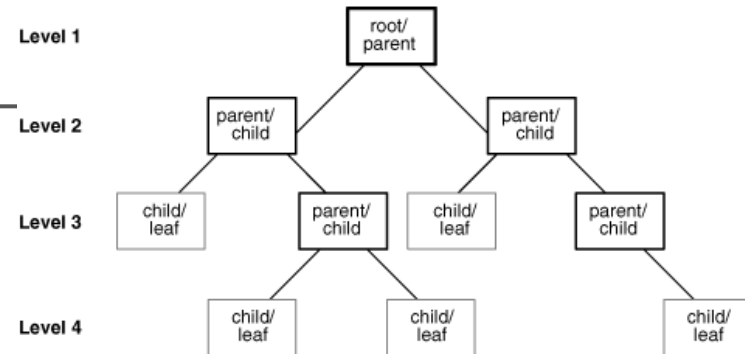 Level 1
root/
parent
Level 2
parent/
child
parent/
child
Level 3
child/
leaf
parent/
child
child/
leaf
parent/
child
Level 4
child/
leaf
child/
leaf
child/
leaf